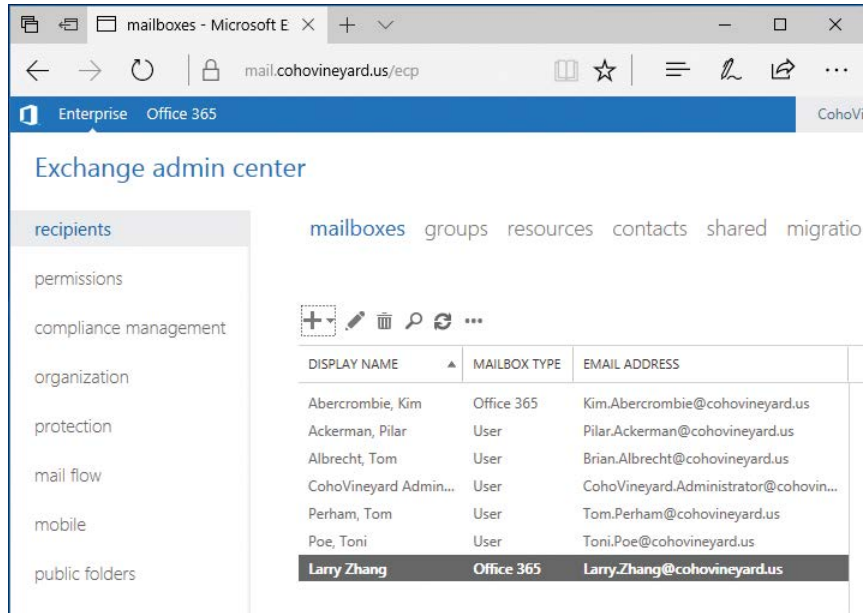 mailboxes - Microsoft E
mail.cohovineyard.us/ecp
Enterprise Office 365 CohoVi
Exchange admin center
recipients
permissions
compliance management
organization
protection
mail flow
mobile
public folders
mailboxes groups resources contacts shared migratio
DISPLAY NAME MAILBOX TYPE EMAIL ADDRESS
Abercrombie, Kim Office 365 Kim.Abercrombie@cohovineyard.us
Ackerman, Pilar User Pilar.Ackerman@cohovineyard.us
Albrecht, Tom User Brian.Albrecht@cohovineyard.us
CohoVineyard Admin... User CohoVineyard.Administrator@cohovin...
Perham, Tom User Tom.Perham@cohovineyard.us
Poe, Toni User Toni.Poe@cohovineyard.us
Larry Zhang Office 365 Larry.Zhang@cohovineyard.us